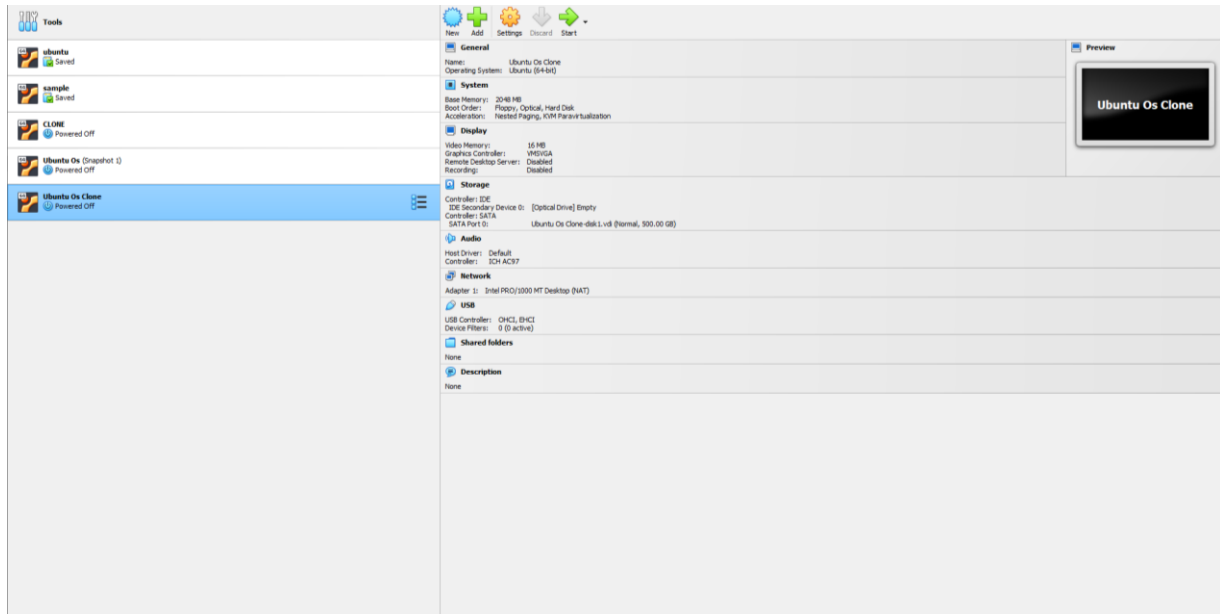 Tools
ubuntu
Saved
sample
Saved
CLONE
Powered Off
Ubuntu Os (Snapshot 1)
Powered Off
Ubuntu Os Clone
Powered Off
New Add Settings Discard Start
General
Name: Ubuntu Os Clone
Operating System: Ubuntu (64-bit)
System
Base Memory: 2048 MB
Boot Order: Floppy, Optical, Hard Disk
Acceleration: Nested Paging, KVM Paravirtualization
Display
Video Memory: 16 MB
Graphics Controller: VMSVGA
Remote Desktop Server: Disabled
Recording: Disabled
Storage
Controller: IDE
IDE Secondary Device 0: [Optical Drive] Empty
Controller: SATA
SATA Port 0: Ubuntu Os Clone-disk1.vdi (Normal, 500.00 GB)
Audio
Host Driver: Default
Controller: ICH AC97
Network
Adapter 1: Intel PRO/1000 MT Desktop (NAT)
USB
USB Controller: OHCI, EHCI
Device Filters: 0 (0 active)
Shared folders
None
Description
None
Preview
Ubuntu Os Clone